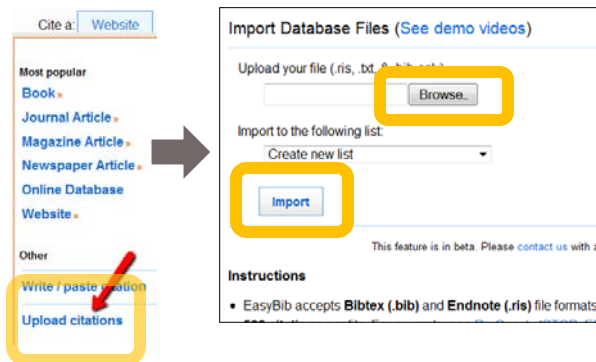 Cite a: Website
Most popular
Book »
Journal Article »
Magazine Article »
Newspaper Article »
Online Database
Website »
Other
Write / paste citation
Upload citations
Import Database Files (See demo videos)
Upload your file (.ris, .txt, & .bib only)
Browse..
Import to the following list:
Create new list
Import
This feature is in beta. Please contact us with
Instructions
• EasyBib accepts Bibtex (.bib) and Endnote (.ris) file formats